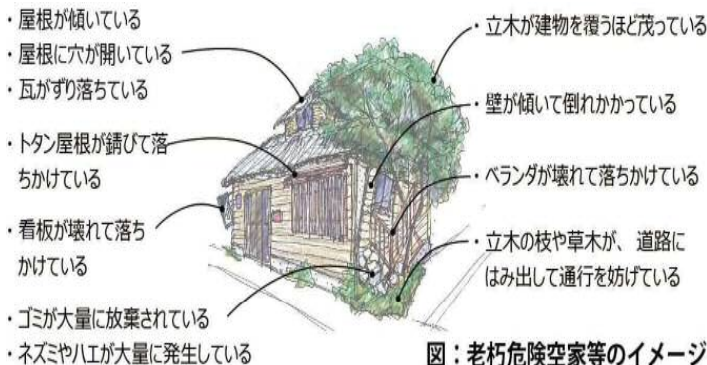 ・屋根が傾いている
・屋根に穴が開いている
・瓦がずり落ちている
・トタン屋根が錆びて落
ちかけている
・看板が壊れて落ち
かけている
・ゴミが大量に放棄されている
・ネズミやハエが大量に発生している
・立木が建物を覆うほど茂っている
・壁が傾いて倒れかかっている
・ベランダが壊れて落ちかけている
・立木の枝や草木が、道路に
はみ出して通行を妨げている
図：老朽危険空家等のイメージ